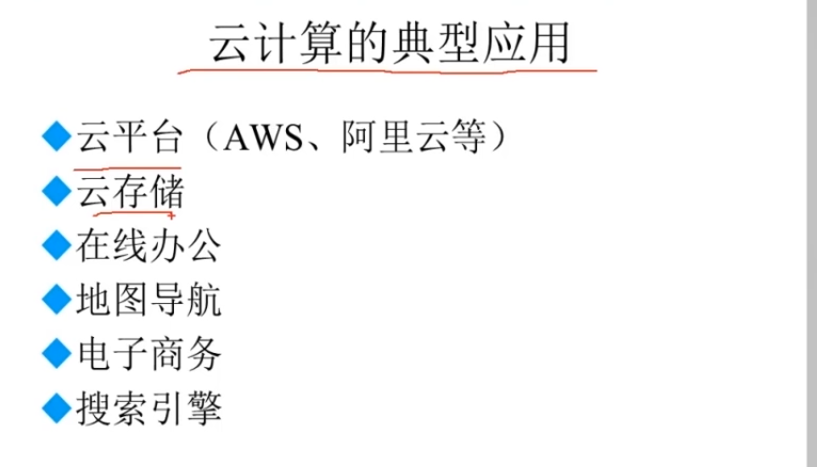 云计算的典型应用
云平台（AWS、阿里云等）
云存储
在线办公
地图导航
电子商务
搜索引擎